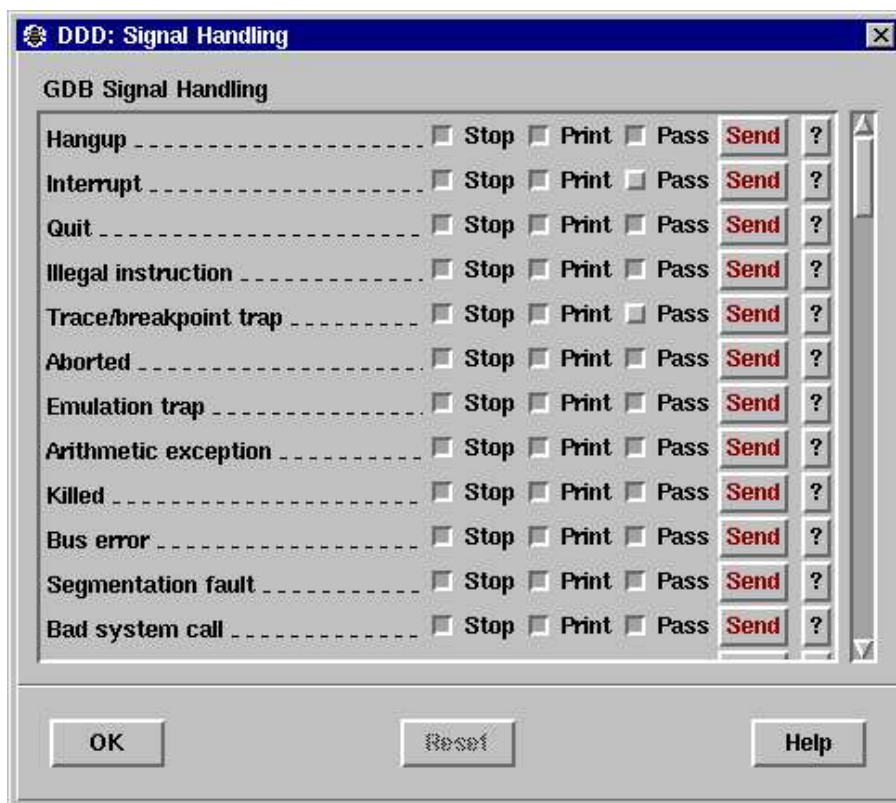 DDD: Signal Handling
GDB Signal Handling
Hangup Stop Print Pass Send ?
Interrupt Stop Print Pass Send ?
Quit Stop Print Pass Send ?
Illegal instruction Stop Print Pass Send ?
Trace/breakpoint trap Stop Print Pass Send ?
Aborted Stop Print Pass Send ?
Emulation trap Stop Print Pass Send ?
Arithmetic exception Stop Print Pass Send ?
Killed Stop Print Pass Send ?
Bus error Stop Print Pass Send ?
Segmentation fault Stop Print Pass Send ?
Bad system call Stop Print Pass Send ?
OK Reset Help